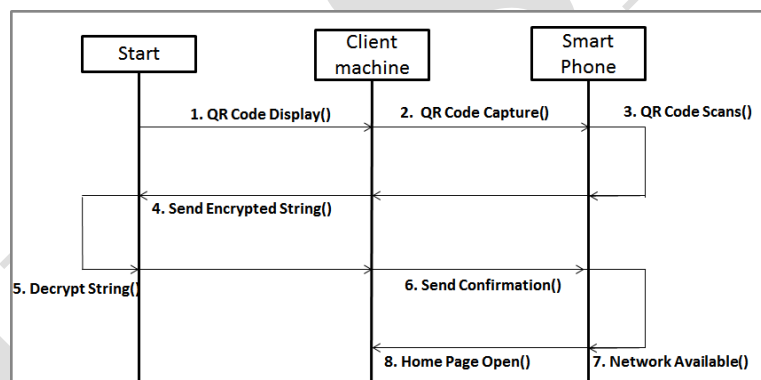 Start
Client
machine
Smart
Phone
1. QR Code Display()
2. QR Code Capture()
3. QR Code Scans()
4. Send Encrypted String()
5. Decrypt String()
6. Send Confirmation()
8. Home Page Open()
7. Network Available()